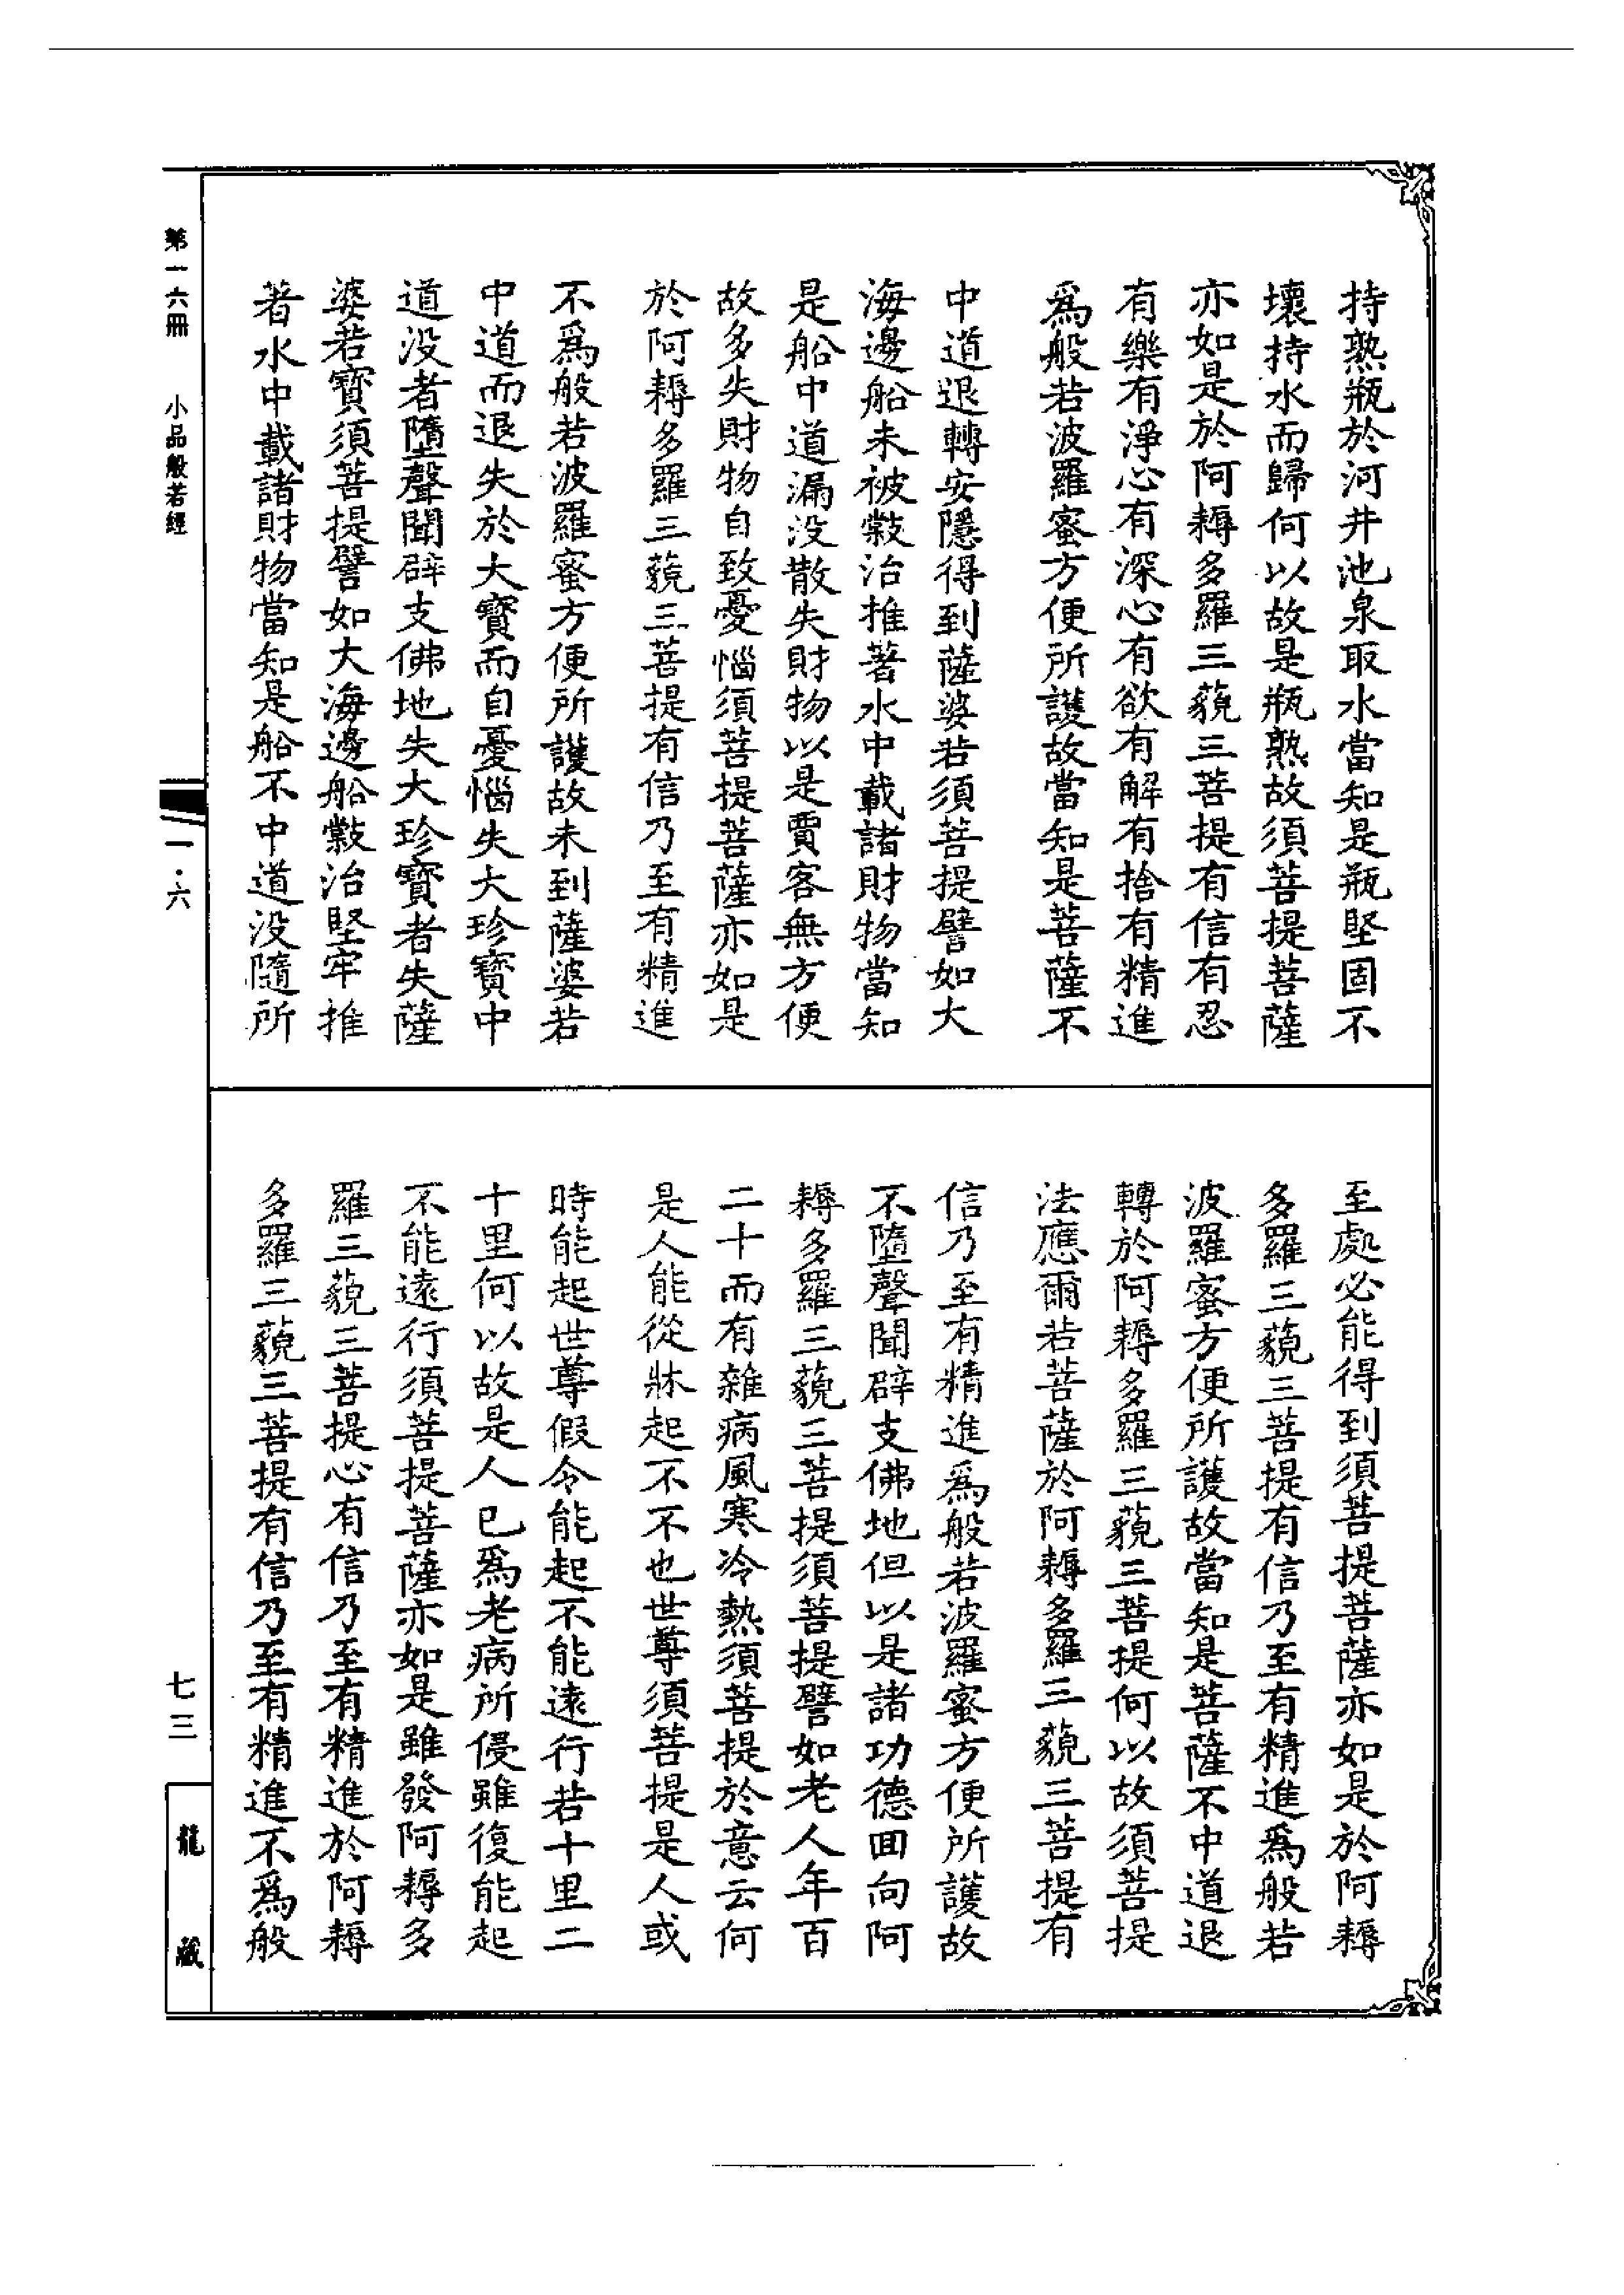 持熟瓶於河井池泉取水當知是瓶堅固不
壞持水而歸何以故是瓶熟故須菩提菩薩
亦如是於阿耨多羅三藐三菩提有信有忍
有樂有淨心有深心有欲有解有捨有精進
爲般若波羅蜜方便所護故當知是菩薩不
中道退轉安隱得到薩婆若須菩提譬如大
海邊船未被㯡治推著水中載諸財物當知
是船中道漏没散失財物以是賈客無方便
故多失財物自致憂惱須菩提菩薩亦如是
於阿耨多羅三藐三菩提有信乃至有精進
不爲般若波羅蜜方便所護故未到薩婆若
中道而退失於大寶而自憂惱失大珍寶中
道没者墮聲聞辟支佛地失大珍寶者失薩
婆若寶須菩提譬如大海邊船㯡治堅牢推
著水中載諸財物當知是船不中道没隨所
至處必能得到須菩提菩薩亦如是於阿耨
多羅三藐三菩提有信乃至有精進爲般若
波羅蜜方便所護故當知是菩薩不中道退
轉於阿耨多羅三藐三菩提何以故須菩提
法應爾若菩薩於阿耨多羅三藐三菩提有
信乃至有精進爲般若波羅蜜方便所護故
不墮聲聞辟支佛地但以是諸功德回向阿
耨多羅三藐三菩提須菩提譬如老人年百
二十而有雜病風寒冷熱須菩提於意云何
是人能從牀起不不也世尊須菩提是人或
時能起世尊假令能起不能遠行若十里二
十里何以故是人已爲老病所侵雖復能起
不能遠行須菩提菩薩亦如是雖發阿耨多
羅三藐三菩提心有信乃至有精進於阿耨
多羅三藐三菩提有信乃至有精進不爲般
第一六冊 小品般若經
一·六
七三
龍藏